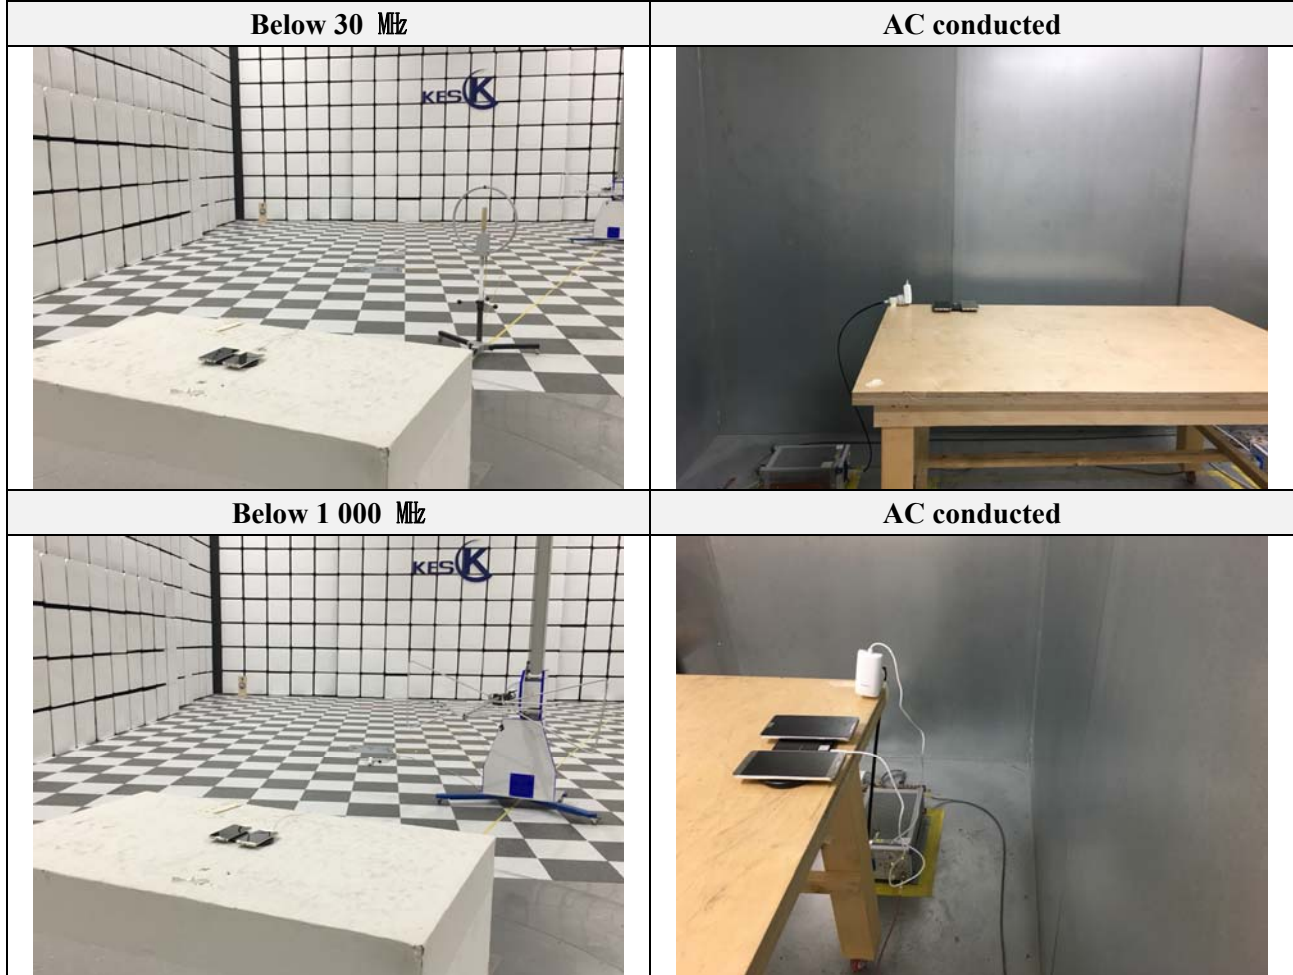 Below 30 ㎒
AC conducted
KES K
Below 1 000 ㎒
AC conducted
KES K